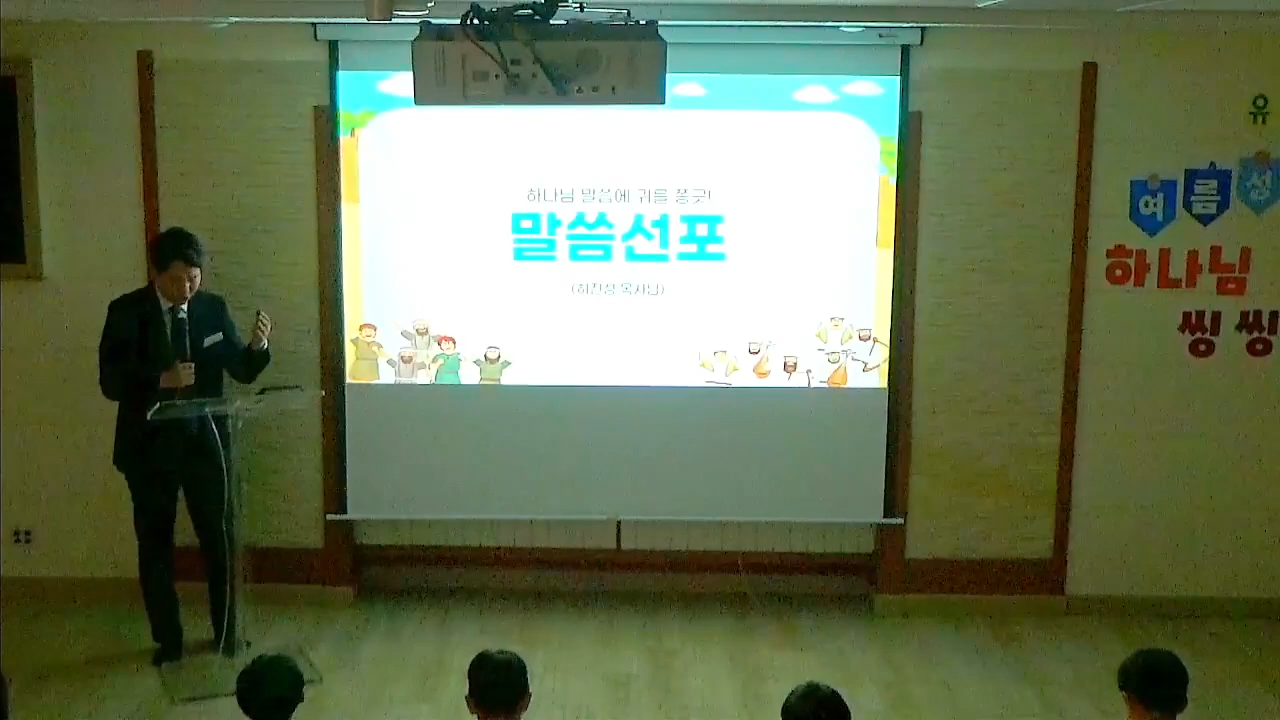 하나님 말씀에 귀를 쫑긋!
말씀선포
유
여름성
하나님
씽씽